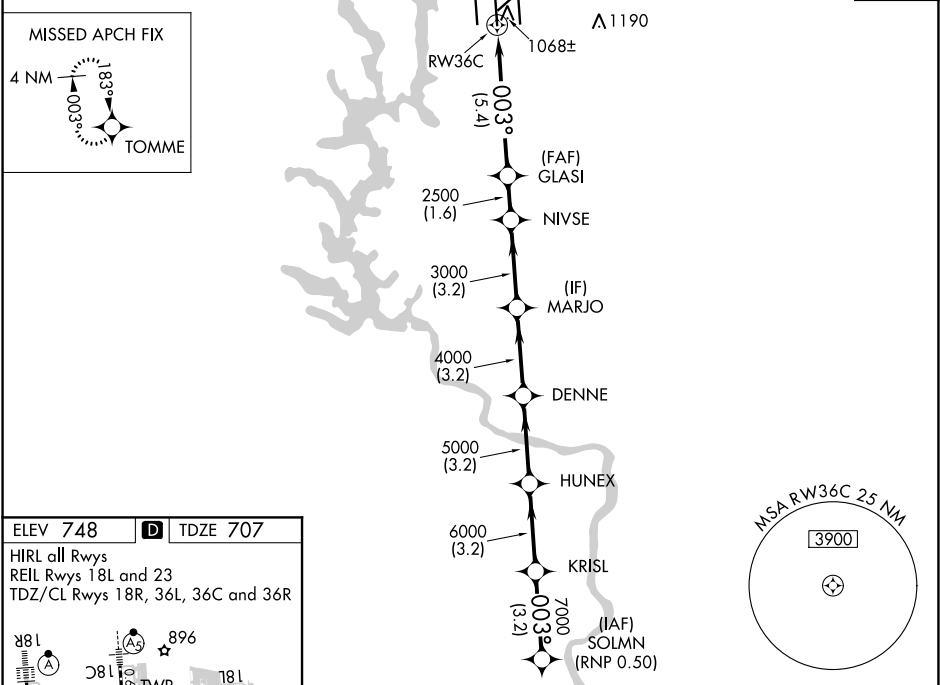 MISSED APCH FIX
4 NM
183°
003°
TOMME
1190
1068±
RW36C
003°
(5.4)
(FAF)
GLASI
2500
(1.6)
NIVSE
3000
(3.2)
(IF)
MARJO
4000
(3.2)
DENNE
5000
(3.2)
HUNEX
6000
(3.2)
KRISL
003°
7000
(3.2)
(IAF)
SOLMN
(RNP 0.50)
MSA RW36C 25 NM
3900
ELEV 748 D TDZE 707
HIRL all Rwys
REIL Rwys 18L and 23
TDZ/CL Rwys 18R, 36L, 36C and 36R
18R
A
A5
896
18C
TWR
18L